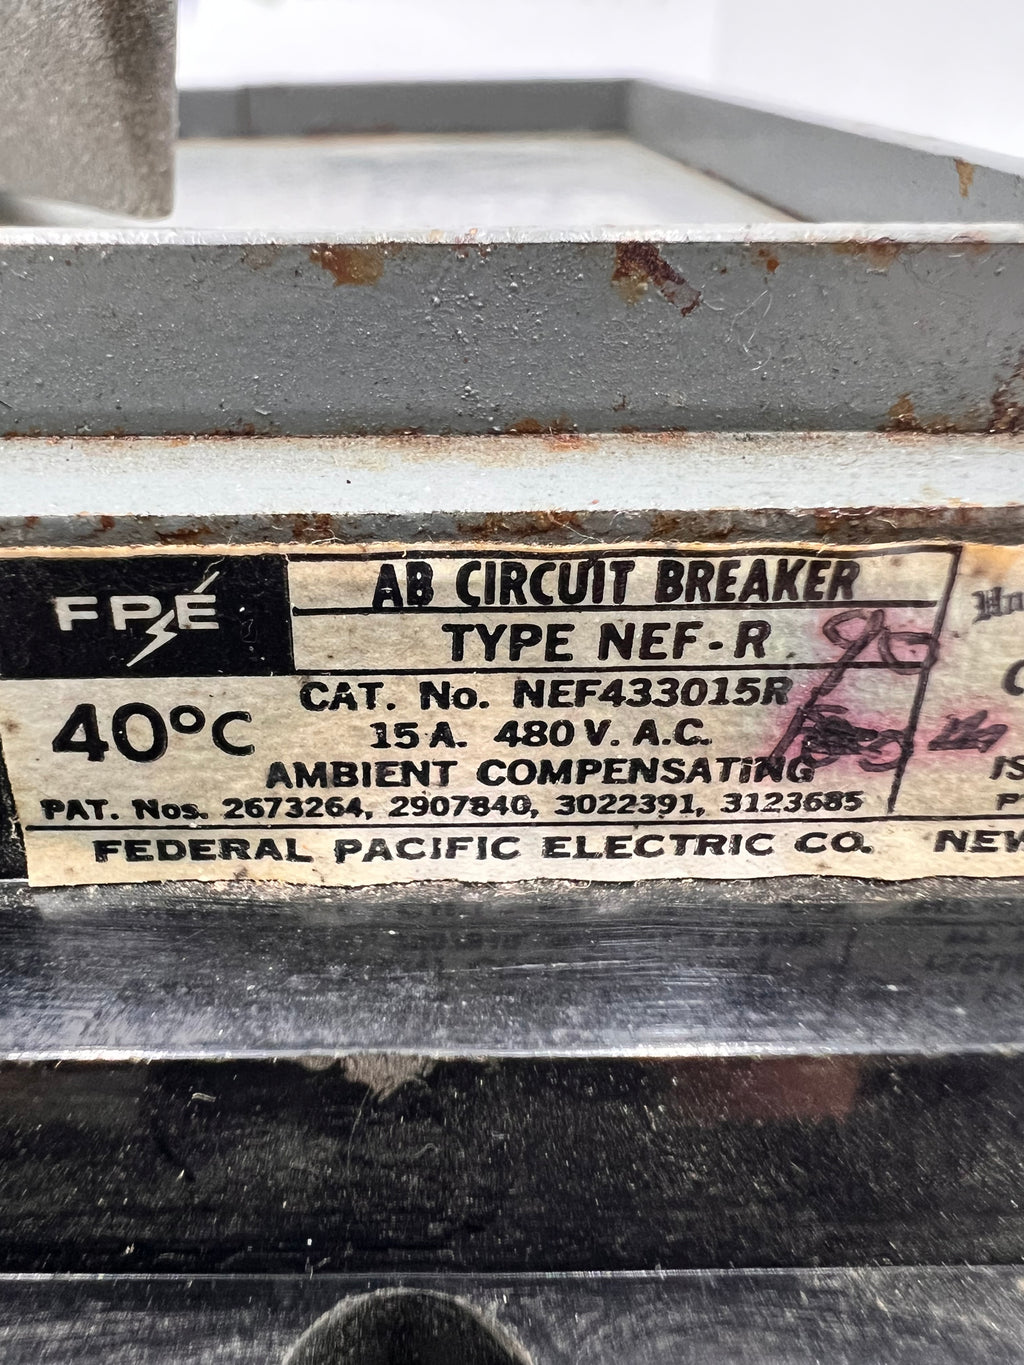 FPE
AB CIRCUIT BREAKER
TYPE NEF-R
40°C
CAT. No. NEF433015R
15 A. 480 V. A.C.
AMBIENT COMPENSATING
PAT. Nos. 2673264, 2907840, 3022391, 3123685
FEDERAL PACIFIC ELECTRIC CO.
NEW